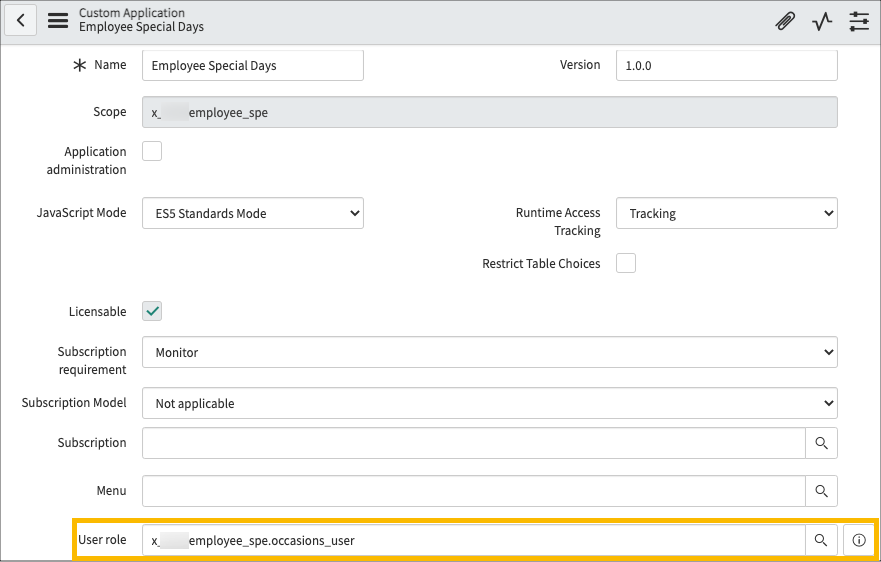 Custom Application
Employee Special Days
Name
Employee Special Days
Version
1.0.0
Scope
x_ employee_spe
Application
administration
JavaScript Mode
ES5 Standards Mode
Runtime Access
Tracking
Tracking
Restrict Table Choices
Licensable
Subscription
requirement
Monitor
Subscription Model
Not applicable
Subscription
Menu
User role
x_ employee_spe.occasions_user